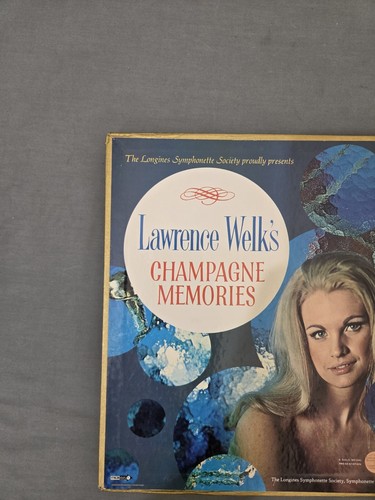 The Longines Symphonette Society proudly presents
Lawrence Welk's
CHAMPAGNE
MEMORIES
The Longines Symphonette Society, Symphonette